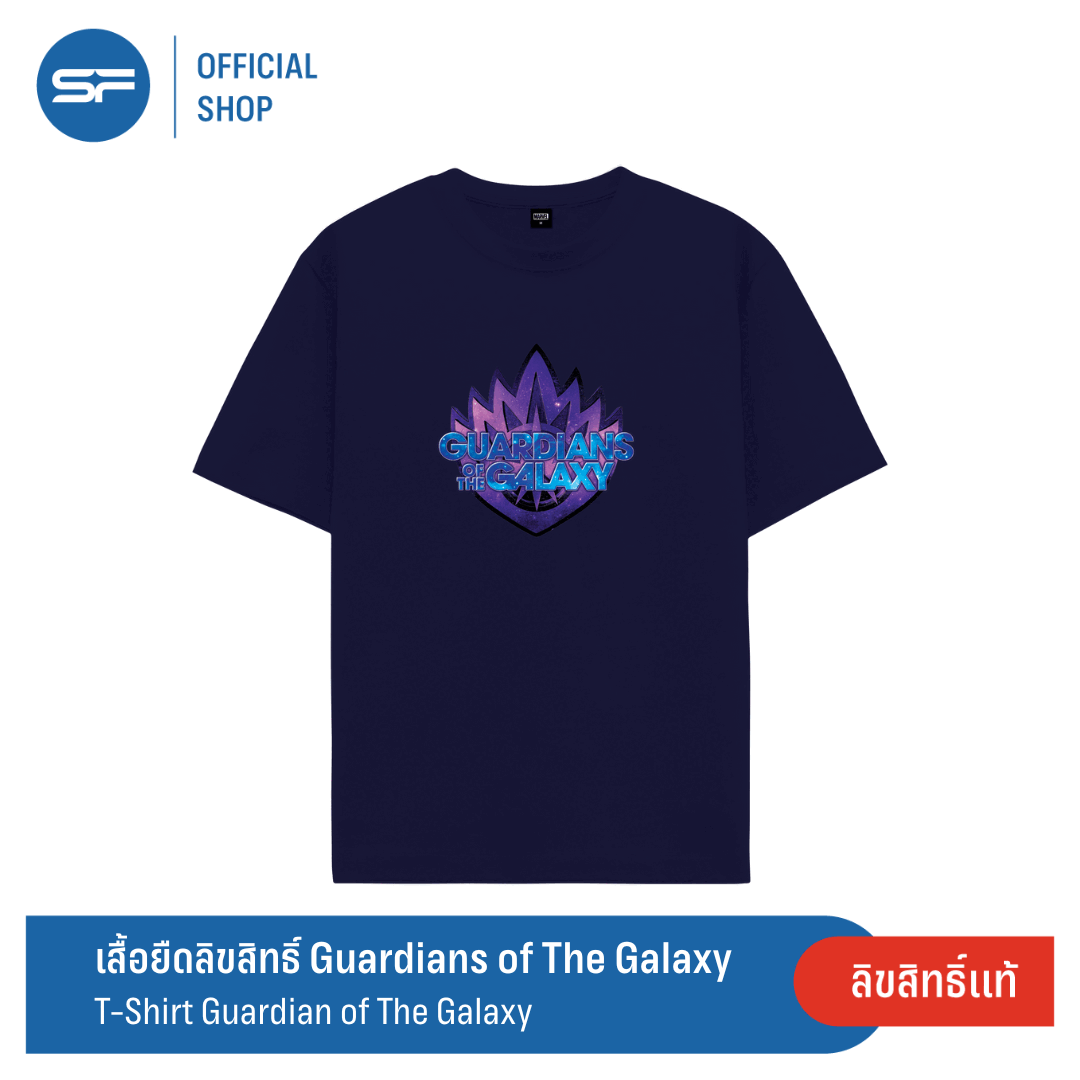 SF
OFFICIAL
SHOP
MARVEL
GUARDIANS
OF
THE GALAXY
เสื้อยืดลิขสิทธิ์ Guardians of The Galaxy
T-Shirt Guardian of The Galaxy
ลิขสิทธิ์แท้